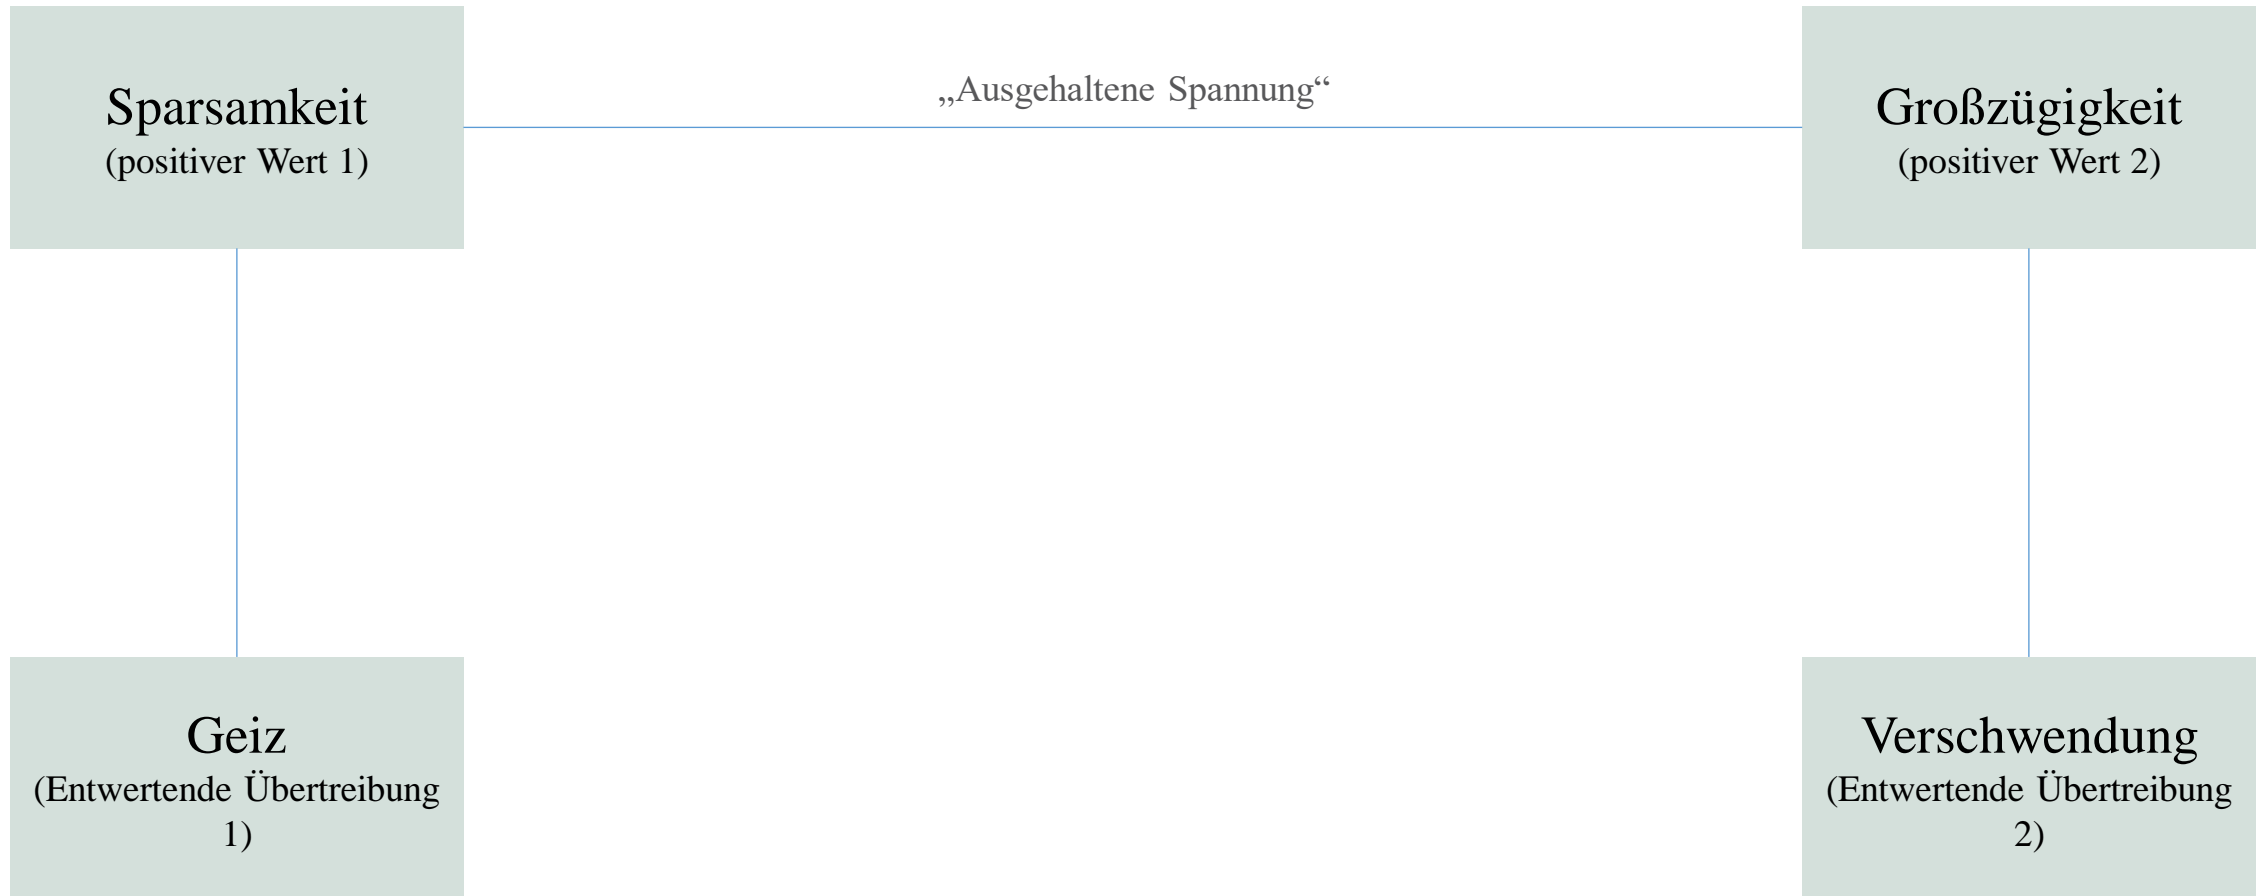 Sparsamkeit
(positiver Wert 1)
„Ausgehaltene Spannung“
Großzügigkeit
(positiver Wert 2)
Geiz
(Entwertende Übertreibung
1)
Verschwendung
(Entwertende Übertreibung
2)